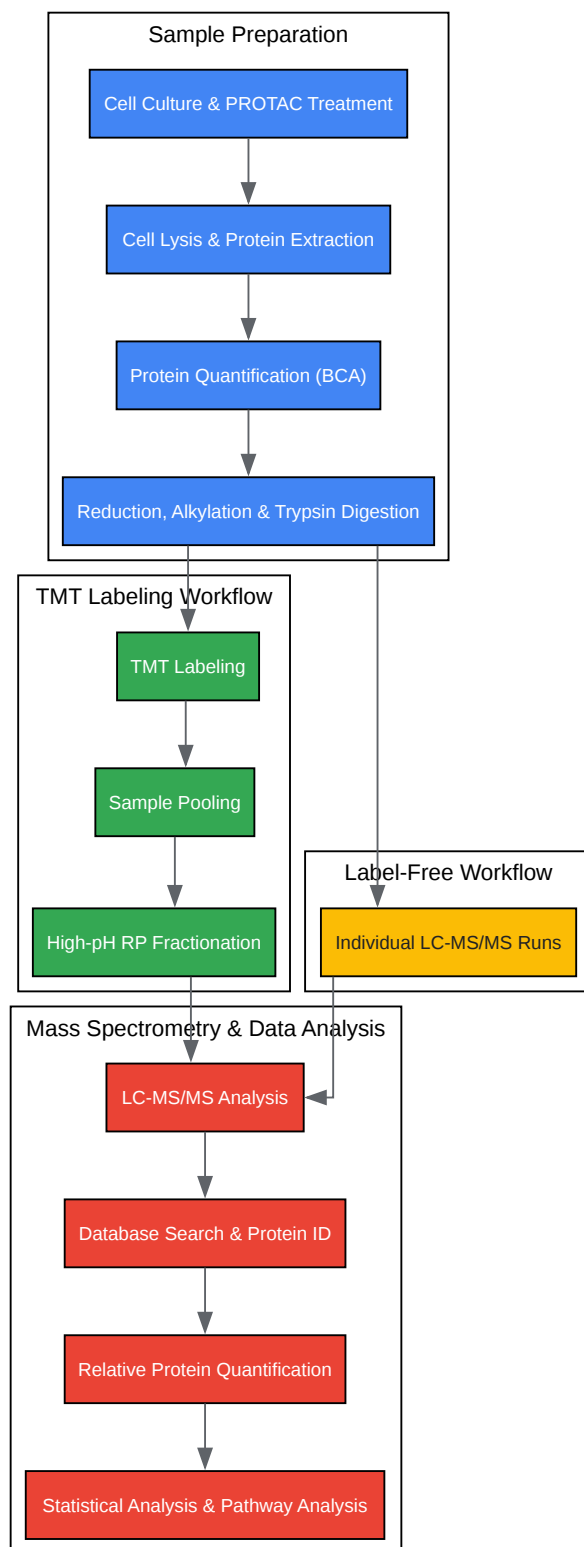 Sample Preparation
Cell Culture & PROTAC Treatment
Cell Lysis & Protein Extraction
Protein Quantification (BCA)
Reduction, Alkylation & Trypsin Digestion
TMT Labeling Workflow
TMT Labeling
Sample Pooling
High-pH RP Fractionation
Label-Free Workflow
Individual LC-MS/MS Runs
Mass Spectrometry & Data Analysis
LC-MS/MS Analysis
Database Search & Protein ID
Relative Protein Quantification
Statistical Analysis & Pathway Analysis